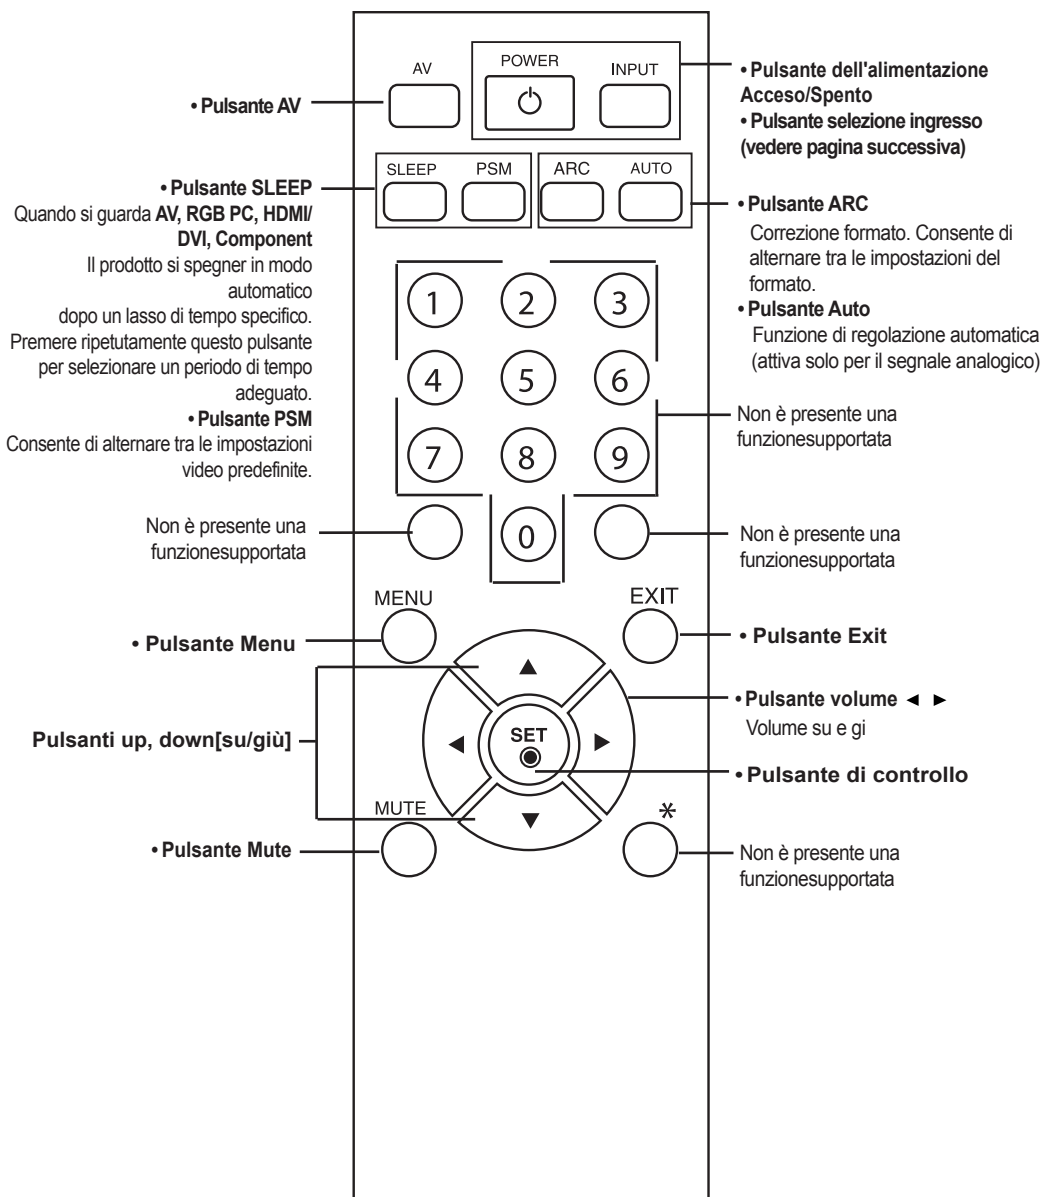 AV
POWER
INPUT
• Pulsante AV
• Pulsante dell'alimentazione
Acceso/Spento
• Pulsante selezione ingresso
(vedere pagina successiva)
SLEEP
PSM
ARC
AUTO
• Pulsante SLEEP
Quando si guarda AV, RGB PC, HDMI/
DVI, Component
Il prodotto si spegner in modo
automatico
dopo un lasso di tempo specifico.
Premere ripetutamente questo pulsante
per selezionare un periodo di tempo
adeguato.
• Pulsante PSM
Consente di alternare tra le impostazioni
video predefinite.
• Pulsante ARC
Correzione formato. Consente di
alternare tra le impostazioni del
formato.
• Pulsante Auto
Funzione di regolazione automatica
(attiva solo per il segnale analogico)
1 2 3
4 5 6
7 8 9
0
Non è presente una
funzionesupportata
Non è presente una
funzionesupportata
Non è presente una
funzionesupportata
MENU
EXIT
• Pulsante Menu
• Pulsante Exit
• Pulsante volume ◄ ►
Volume su e gi
Pulsanti up, down[su/giù]
SET
• Pulsante di controllo
MUTE
*
• Pulsante Mute
Non è presente una
funzionesupportata